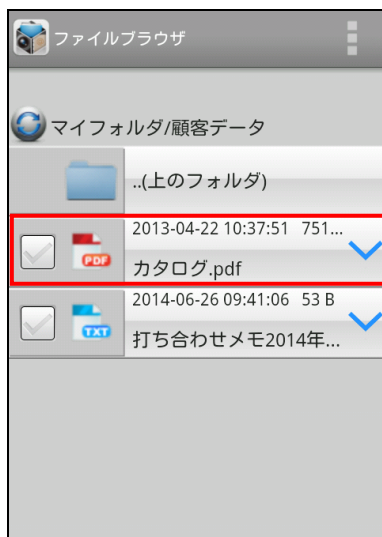 ファイルブラウザ
マイフォルダ/顧客データ
..(上のフォルダ)
2013-04-22 10:37:51 751...
PDF
カタログ.pdf
2014-06-26 09:41:06 53 B
TXT
打ち合わせメモ2014年...